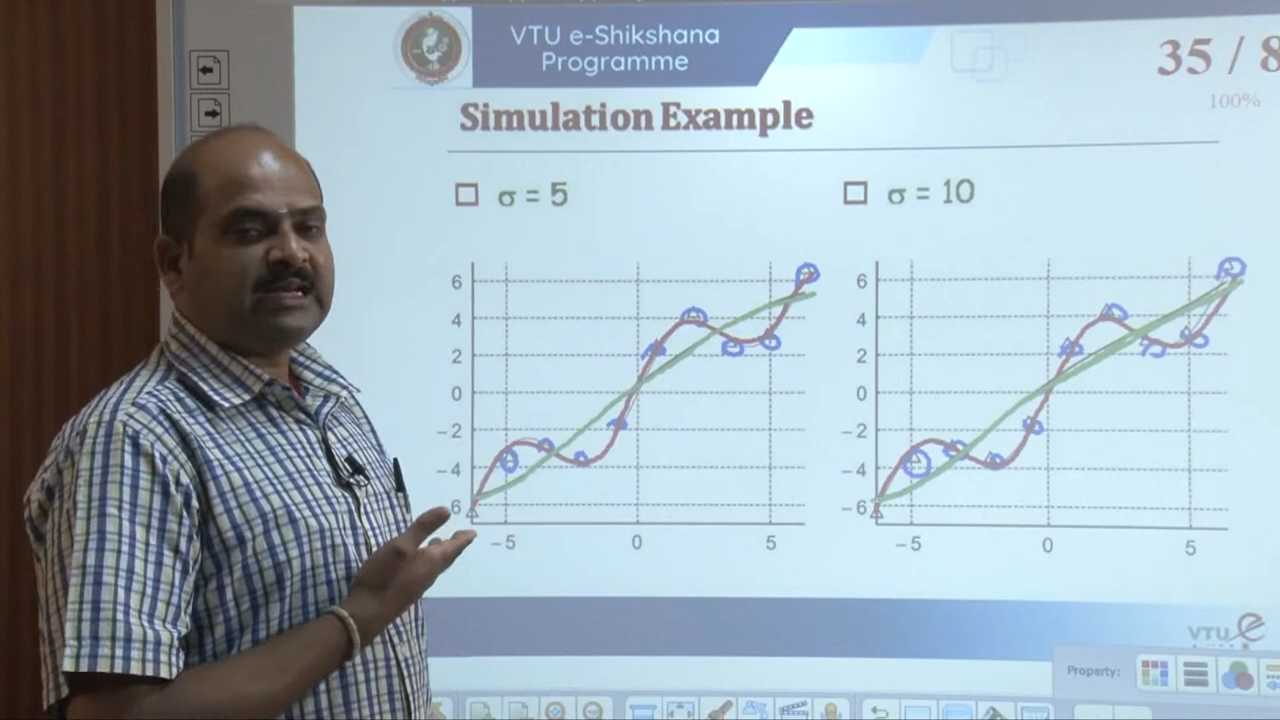 VTU e-Shikshana
Programme
35 / 8
100%
Simulation Example
σ = 5
σ = 10
6
4
2
0
−2
−4
6
−5
0
5
6
4
2
0
−2
−4
−6
−5
0
5
VTU e
Property: